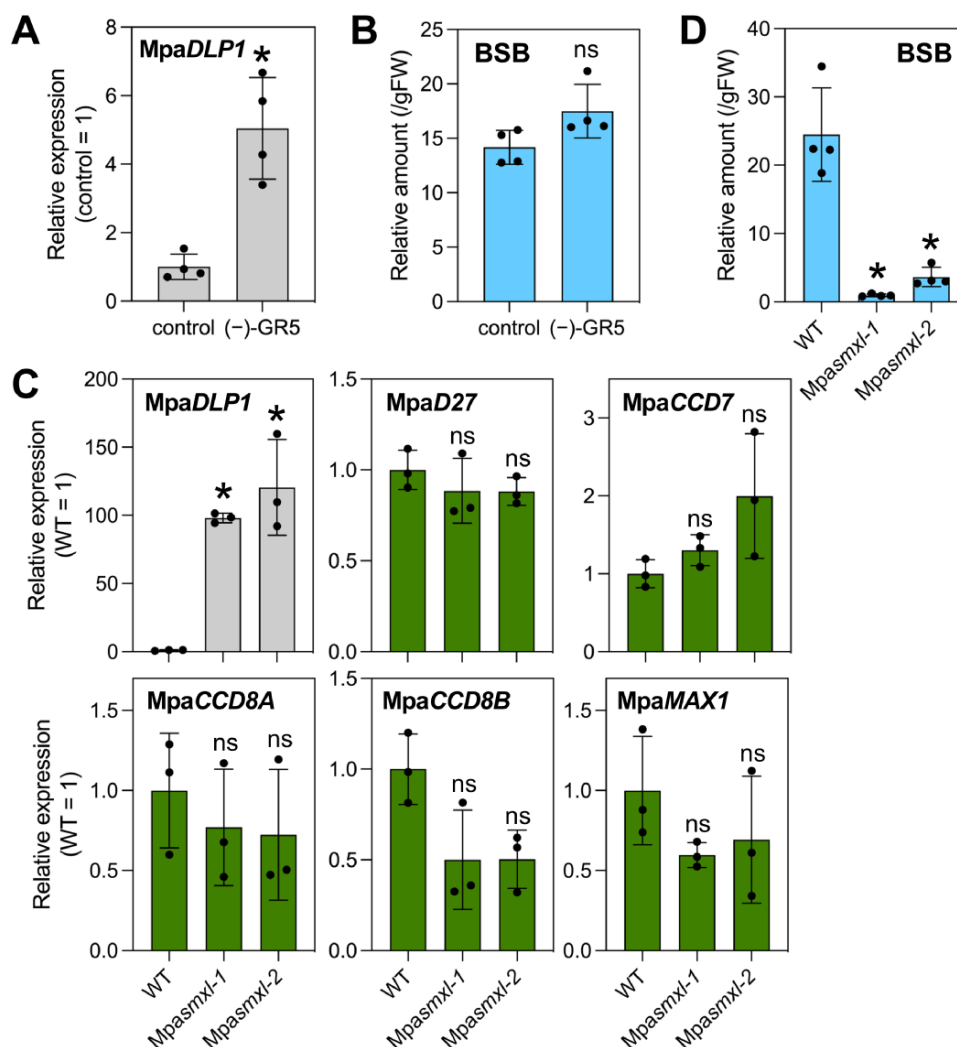 A
MpaDLP1
Relative expression
(control = 1)
8
6
4
2
0
*
control
(−)-GR5
B
BSB
Relative amount (/gFW)
25
20
15
10
5
0
ns
control
(−)-GR5
D
BSB
Relative amount (/gFW)
40
30
20
10
0
*
*
WT
Mpasmxl-1
Mpasmxl-2
C
MpaDLP1
Relative expression
(WT = 1)
200
150
100
50
0
*
*
MpaD27
1.5
1.0
0.5
0.0
ns
ns
MpaCCD7
3
2
1
0
ns
ns
MpaCCD8A
Relative expression
(WT = 1)
1.5
1.0
0.5
0.0
ns
ns
WT
Mpasmxl-1
Mpasmxl-2
MpaCCD8B
1.0
0.5
0.0
ns
ns
WT
Mpasmxl-1
Mpasmxl-2
MpaMAX1
1.5
1.0
0.5
0.0
ns
ns
WT
Mpasmxl-1
Mpasmxl-2